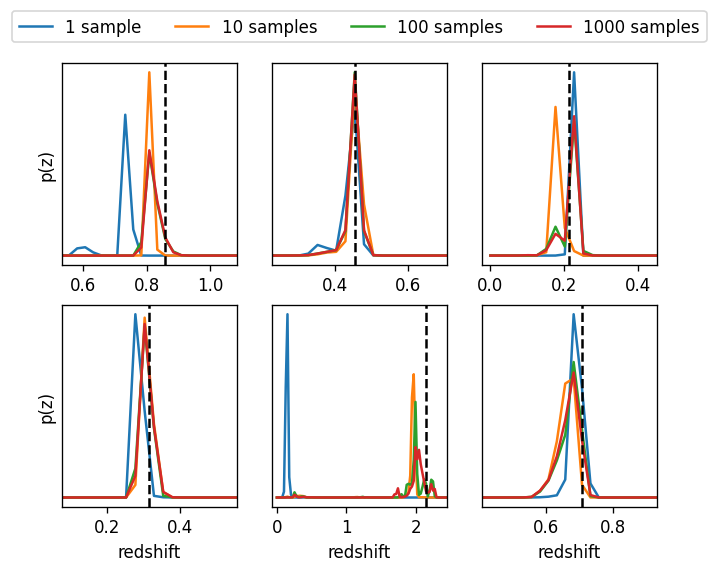 1 sample 10 samples 100 samples 1000 samples
p(z)
0.6 0.8 1.0
0.4 0.6
0.0 0.2 0.4
p(z)
0.2 0.4
0 1 2
0.6 0.8
redshift redshift redshift